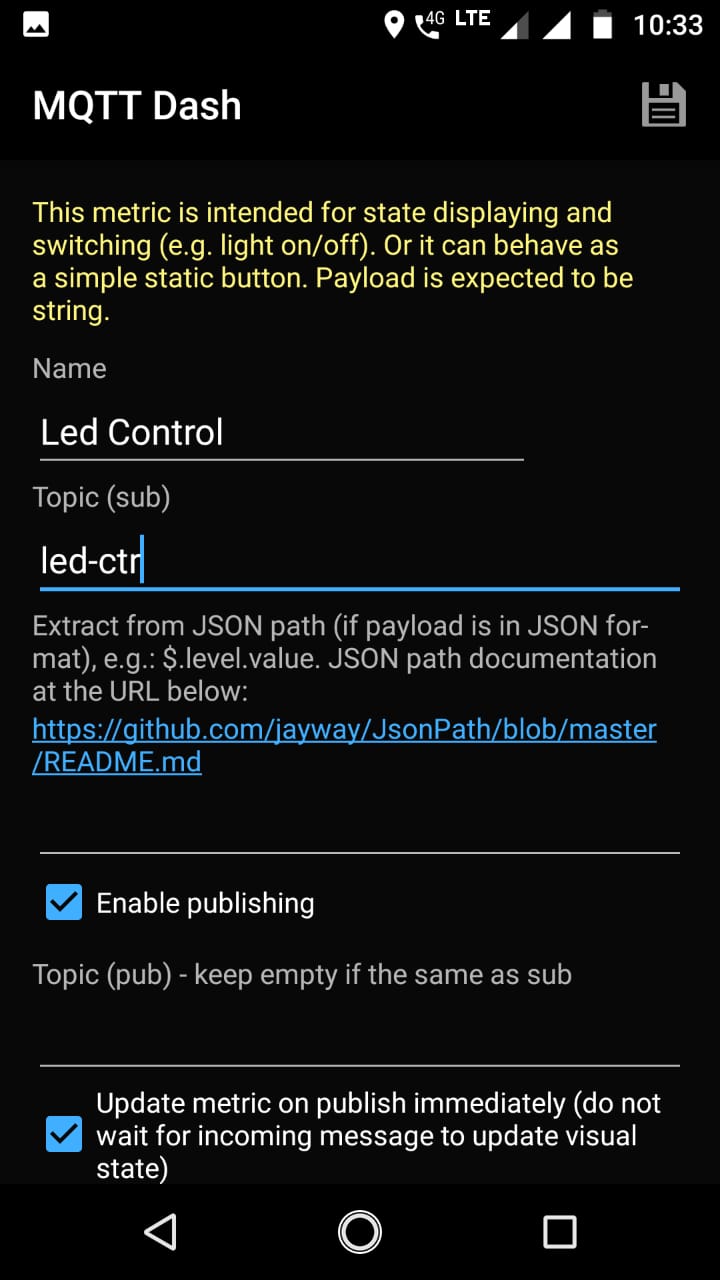 4G LTE 10:33
MQTT Dash
This metric is intended for state displaying and
switching (e.g. light on/off). Or it can behave as
a simple static button. Payload is expected to be
string.
Name
Led Control
Topic (sub)
led-ctr
Extract from JSON path (if payload is in JSON for-
mat), e.g.: $.level.value. JSON path documentation
at the URL below:
https://github.com/jayway/JsonPath/blob/master
/README.md
Enable publishing
Topic (pub) - keep empty if the same as sub
Update metric on publish immediately (do not
wait for incoming message to update visual
state)